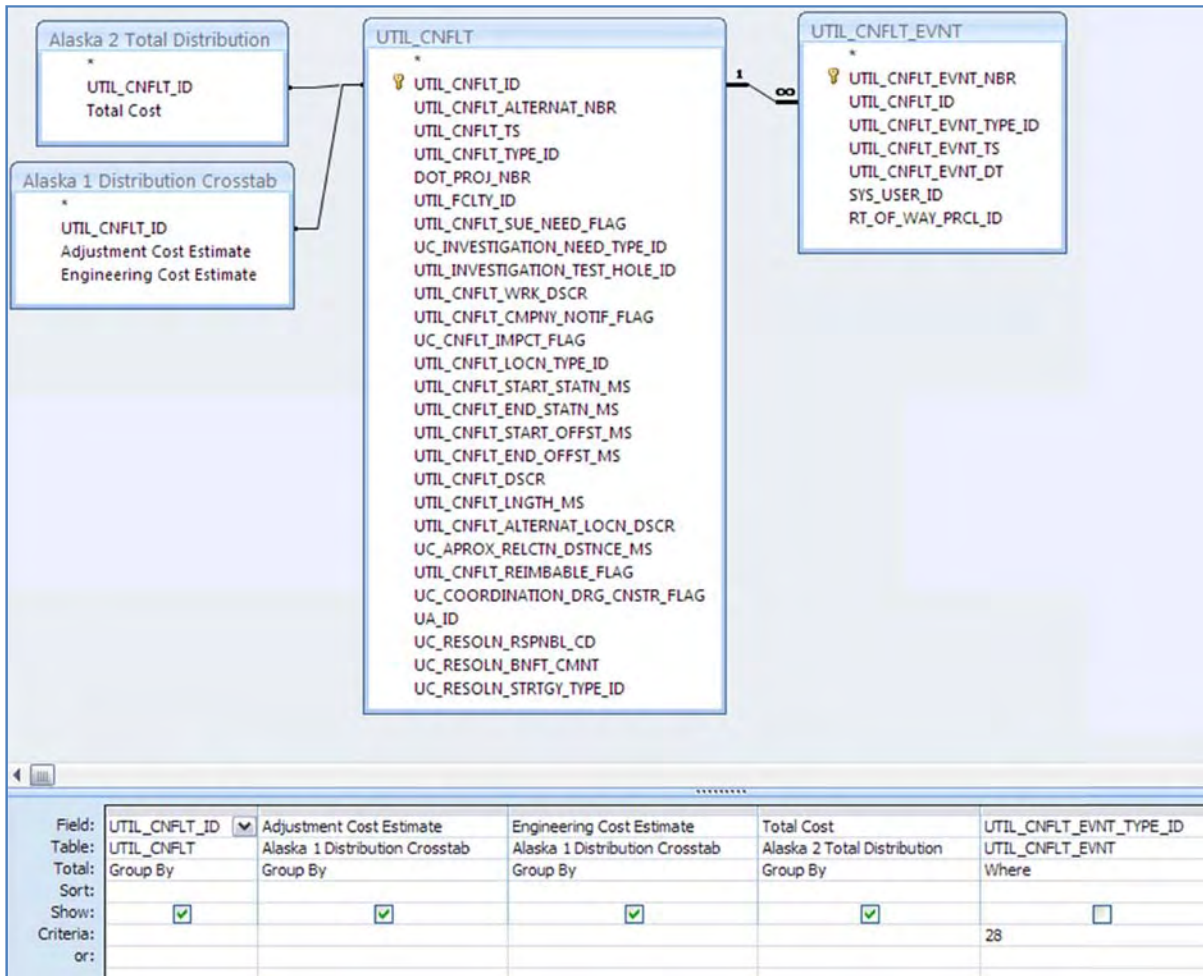 Alaska 2 Total Distribution
*
UTIL_CNFLT_ID
Total Cost
Alaska 1 Distribution Crosstab
*
UTIL_CNFLT_ID
Adjustment Cost Estimate
Engineering Cost Estimate
UTIL_CNFLT
*
UTIL_CNFLT_ID
UTIL_CNFLT_ALTERNAT_NBR
UTIL_CNFLT_TS
UTIL_CNFLT_TYPE_ID
DOT_PROJ_NBR
UTIL_FCLTY_ID
UTIL_CNFLT_SUE_NEED_FLAG
UC_INVESTIGATION_NEED_TYPE_ID
UTIL_INVESTIGATION_TEST_HOLE_ID
UTIL_CNFLT_WRK_DSCR
UTIL_CNFLT_CMPNY_NOTIF_FLAG
UC_CNFLT_IMPCT_FLAG
UTIL_CNFLT_LOCN_TYPE_ID
UTIL_CNFLT_START_STATN_MS
UTIL_CNFLT_END_STATN_MS
UTIL_CNFLT_START_OFFST_MS
UTIL_CNFLT_END_OFFST_MS
UTIL_CNFLT_DSCR
UTIL_CNFLT_LNGTH_MS
UTIL_CNFLT_ALTERNAT_LOCN_DSCR
UC_APROX_RELCTN_DSTNCE_MS
UTIL_CNFLT_REIMBABLE_FLAG
UC_COORDINATION_DRG_CNSTR_FLAG
UA_ID
UC_RESOLN_RSPNBL_CD
UC_RESOLN_BNFT_CMNT
UC_RESOLN_STRTGY_TYPE_ID
1 ∞
UTIL_CNFLT_EVNT
*
UTIL_CNFLT_EVNT_NBR
UTIL_CNFLT_ID
UTIL_CNFLT_EVNT_TYPE_ID
UTIL_CNFLT_EVNT_TS
UTIL_CNFLT_EVNT_DT
SYS_USER_ID
RT_OF_WAY_PRCL_ID
Field: UTIL_CNFLT_ID Adjustment Cost Estimate Engineering Cost Estimate Total Cost UTIL_CNFLT_EVNT_TYPE_ID
Table: UTIL_CNFLT Alaska 1 Distribution Crosstab Alaska 1 Distribution Crosstab Alaska 2 Total Distribution UTIL_CNFLT_EVNT
Total: Group By Group By Group By Group By Where
Sort:
Show:
Criteria: 28
or: